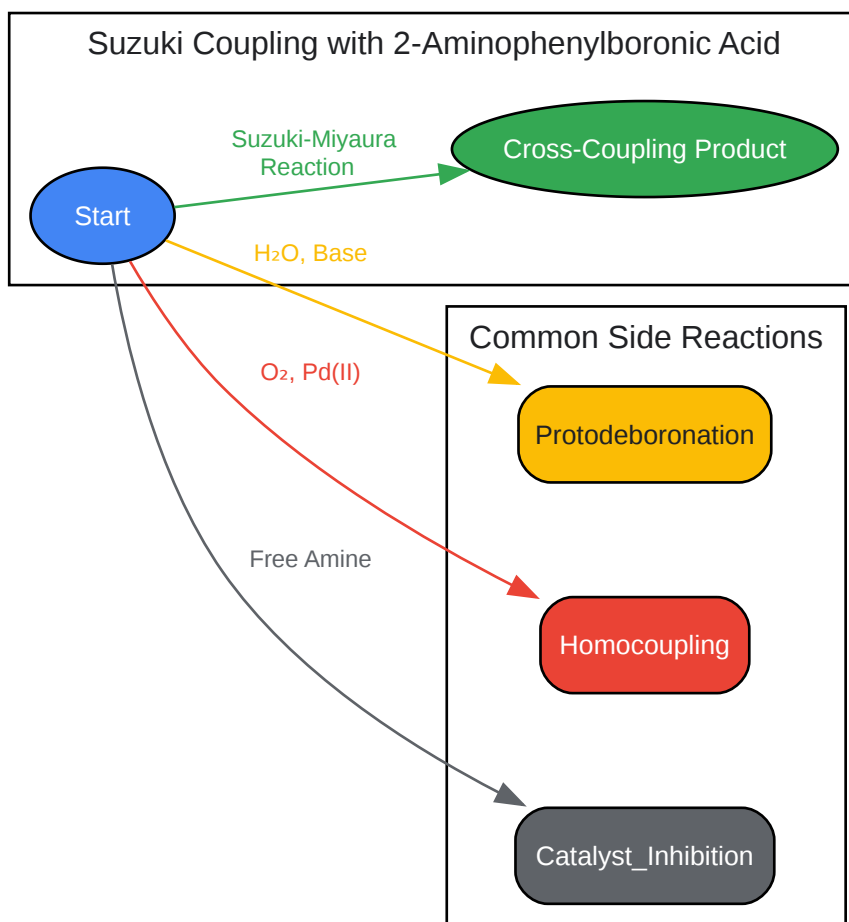 Suzuki Coupling with 2-Aminophenylboronic Acid
Suzuki-Miyaura
Reaction
Cross-Coupling Product
Start
H₂O, Base
Common Side Reactions
O₂, Pd(II)
Protodeboronation
Free Amine
Homocoupling
Catalyst_Inhibition